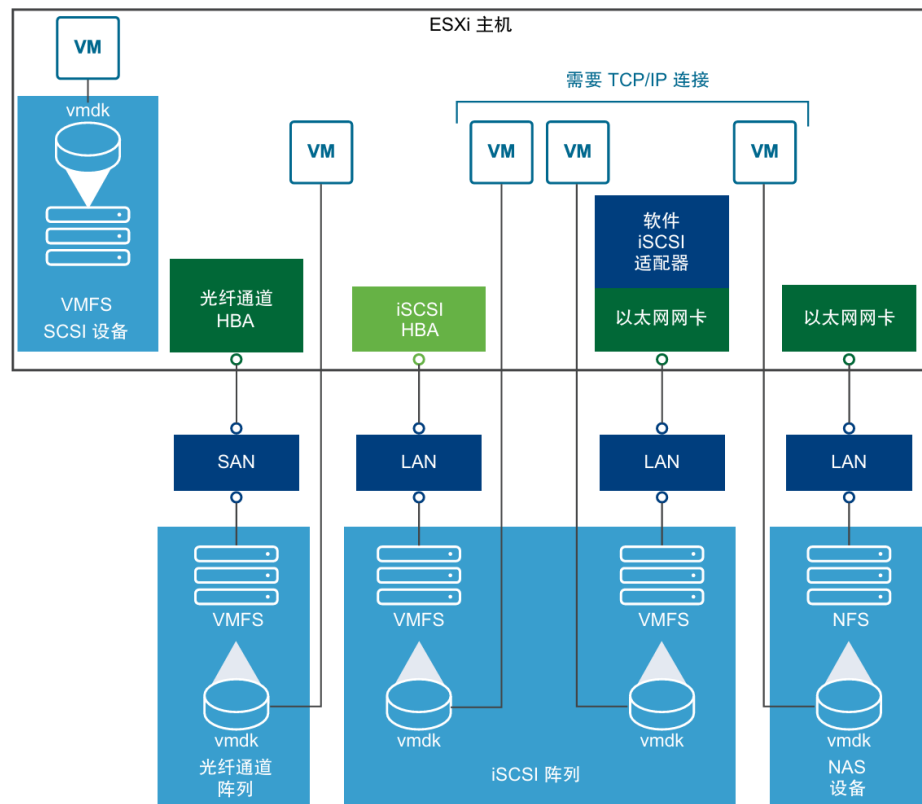 ESXi 主机
VM
需要 TCP/IP 连接
vmdk
VM
VM
VM
VM
软件
iSCSI
适配器
VMFS
SCSI 设备
光纤通道
HBA
iSCSI
HBA
以太网网卡
以太网网卡
SAN
LAN
LAN
LAN
VMFS
VMFS
VMFS
NFS
vmdk
vmdk
vmdk
vmdk
光纤通道
阵列
iSCSI 阵列
NAS
设备